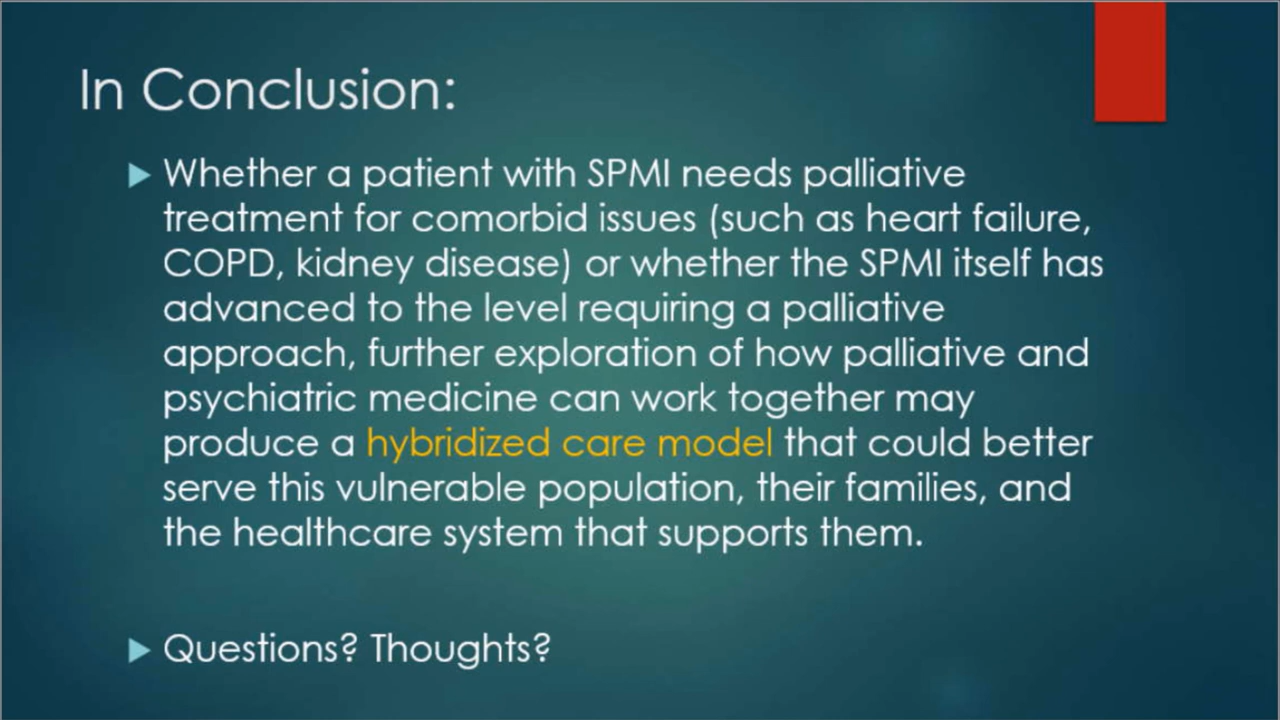 In Conclusion:
Whether a patient with SPMI needs palliative
treatment for comorbid issues (such as heart failure,
COPD, kidney disease) or whether the SPMI itself has
advanced to the level requiring a palliative
approach, further exploration of how palliative and
psychiatric medicine can work together may
produce a hybridized care model that could better
serve this vulnerable population, their families, and
the healthcare system that supports them.
Questions? Thoughts?